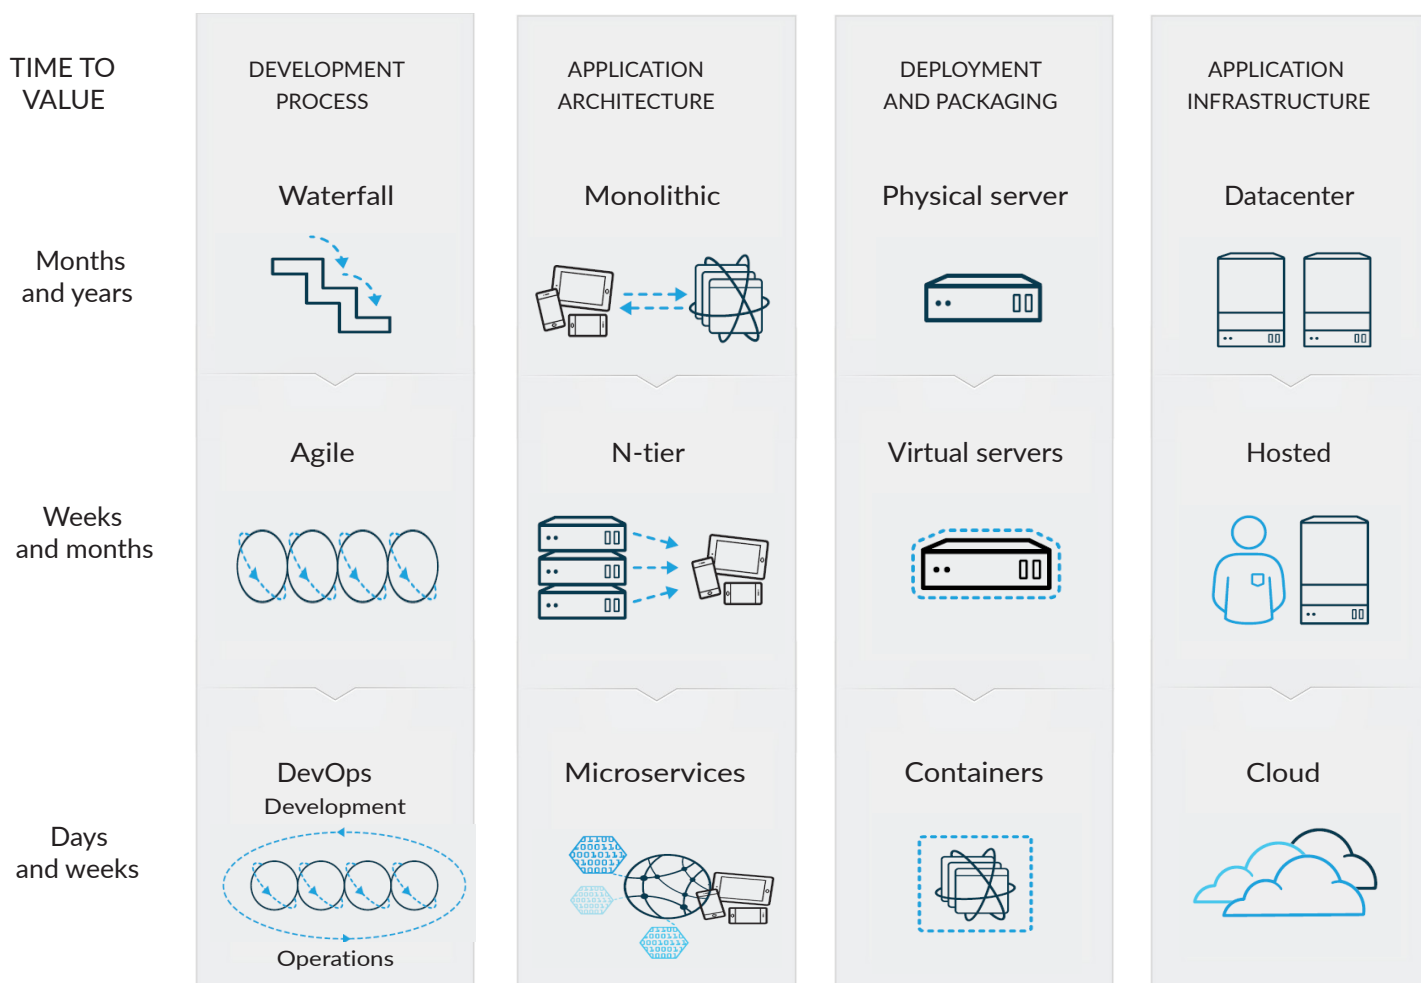 TIME TO
VALUE
DEVELOPMENT
PROCESS
APPLICATION
ARCHITECTURE
DEPLOYMENT
AND PACKAGING
APPLICATION
INFRASTRUCTURE
Months
and years
Waterfall
Monolithic
Physical server
Datacenter
Weeks
and months
Agile
N-tier
Virtual servers
Hosted
Days
and weeks
DevOps
Development
Operations
Microservices
Containers
Cloud